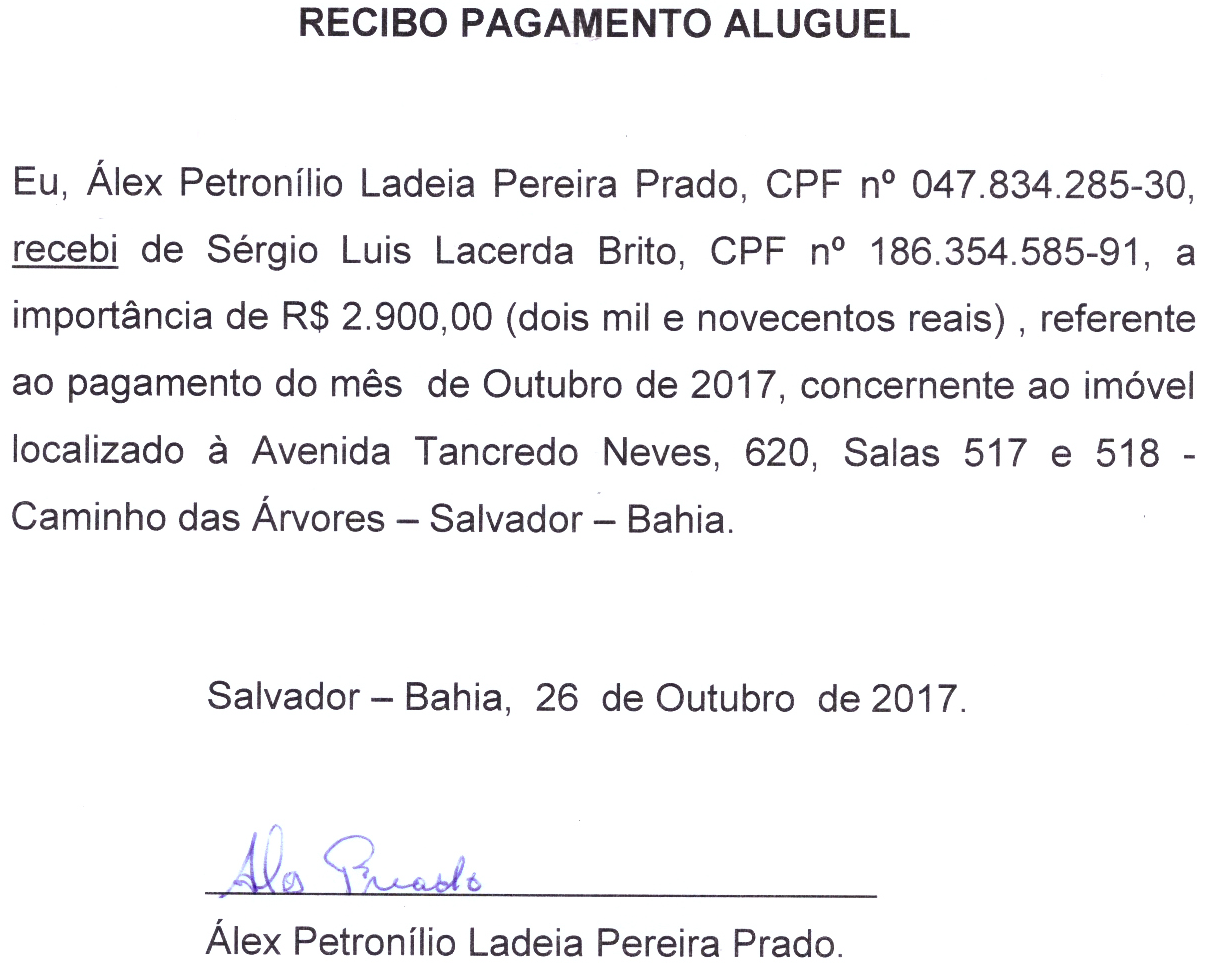 RECIBO PAGAMENTO ALUGUEL
Eu, Álex Petronílio Ladeia Pereira Prado, CPF nº 047.834.285-30,
recebi de Sérgio Luis Lacerda Brito, CPF nº 186.354.585-91, a
importância de R$ 2.900,00 (dois mil e novecentos reais) , referente
ao pagamento do mês de Outubro de 2017, concernente ao imóvel
localizado à Avenida Tancredo Neves, 620, Salas 517 e 518 -
Caminho das Árvores – Salvador – Bahia.
Salvador – Bahia, 26 de Outubro de 2017.
Prado
Álex Petronílio Ladeia Pereira Prado.